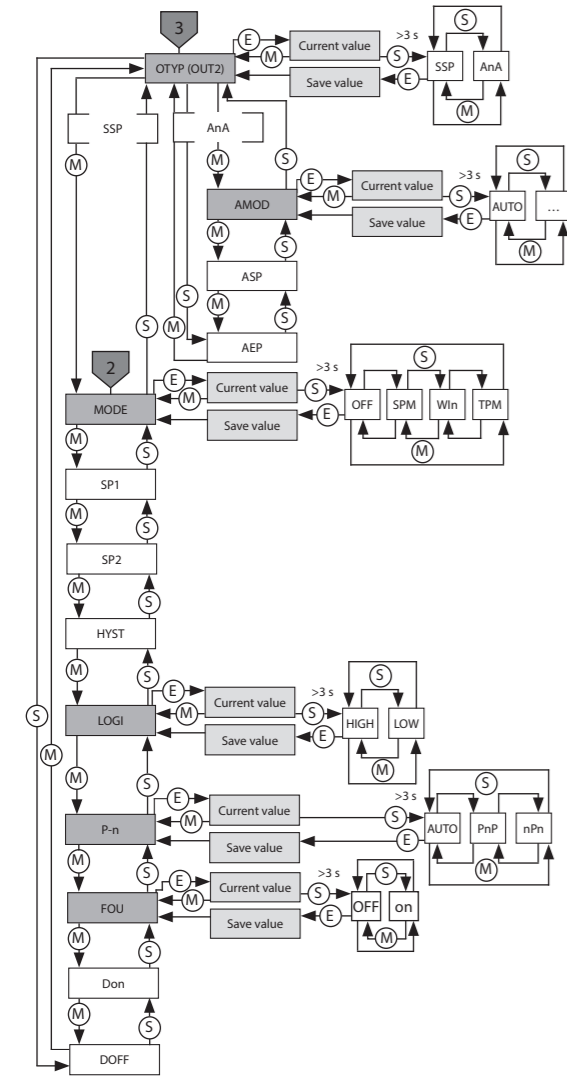 3
OTYP (OUT2)
E
M
Current value
Save value
>3 s
S
E
SSP
AnA
S
M
SSP
AnA
M
M
S
AMOD
E
M
Current value
Save value
>3 s
S
E
AUTO
...
S
M
M
S
ASP
M
S
AEP
S
M
S
2
MODE
E
M
Current value
Save value
>3 s
S
E
OFF
SPM
WIn
TPM
S
M
M
S
SP1
M
S
SP2
M
S
HYST
M
S
LOGI
E
M
Current value
Save value
>3 s
S
E
HIGH
LOW
S
M
S
M
M
S
P-n
E
M
Current value
Save value
>3 s
S
E
AUTO
PnP
nPn
S
M
M
S
FOU
E
M
Current value
Save value
>3 s
S
E
OFF
on
S
M
M
S
Don
M
S
DOFF